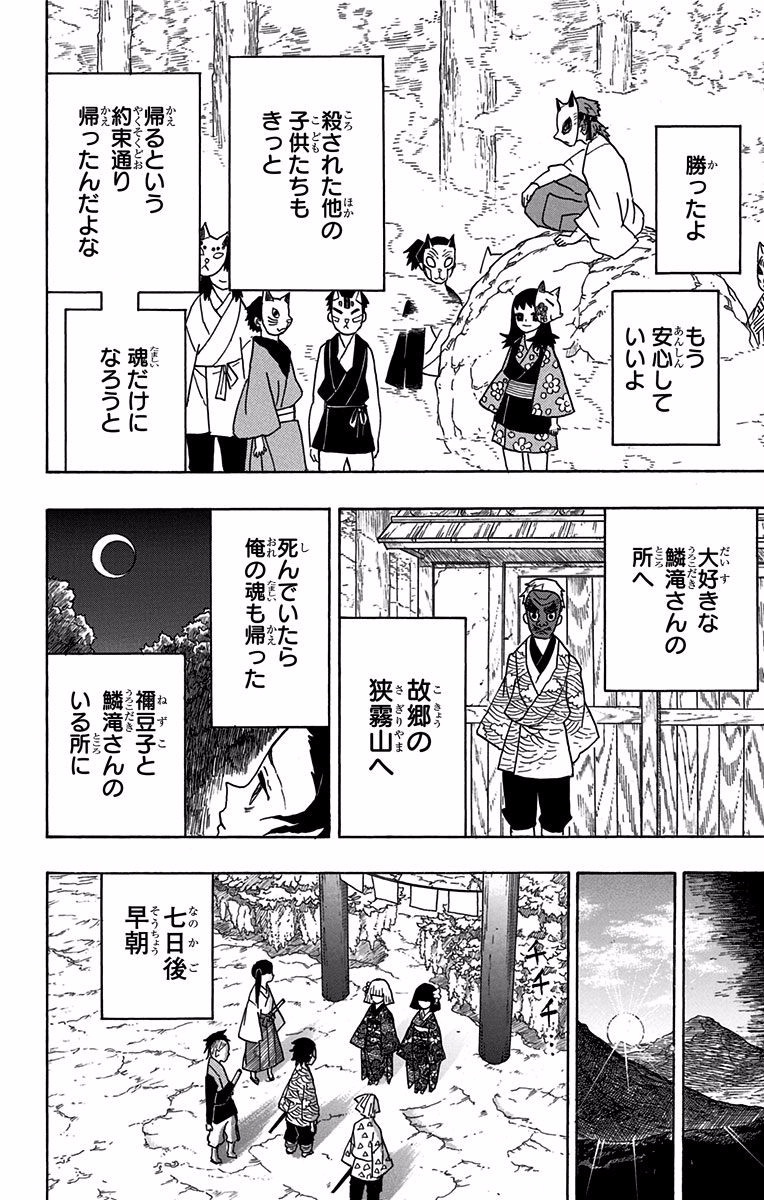 勝ったよ
もう
安心して
いいよ
殺された他の
子供たちも
きっと
帰るという
約束通り
帰ったんだよな
魂だけに
なろうと
大好きな
鱗滝さんの
所へ
故郷の
狭霧山へ
死んでいたら
俺の魂も帰った
禰豆子と
鱗滝さんの
いる所に
チチチ…
七日後
早朝